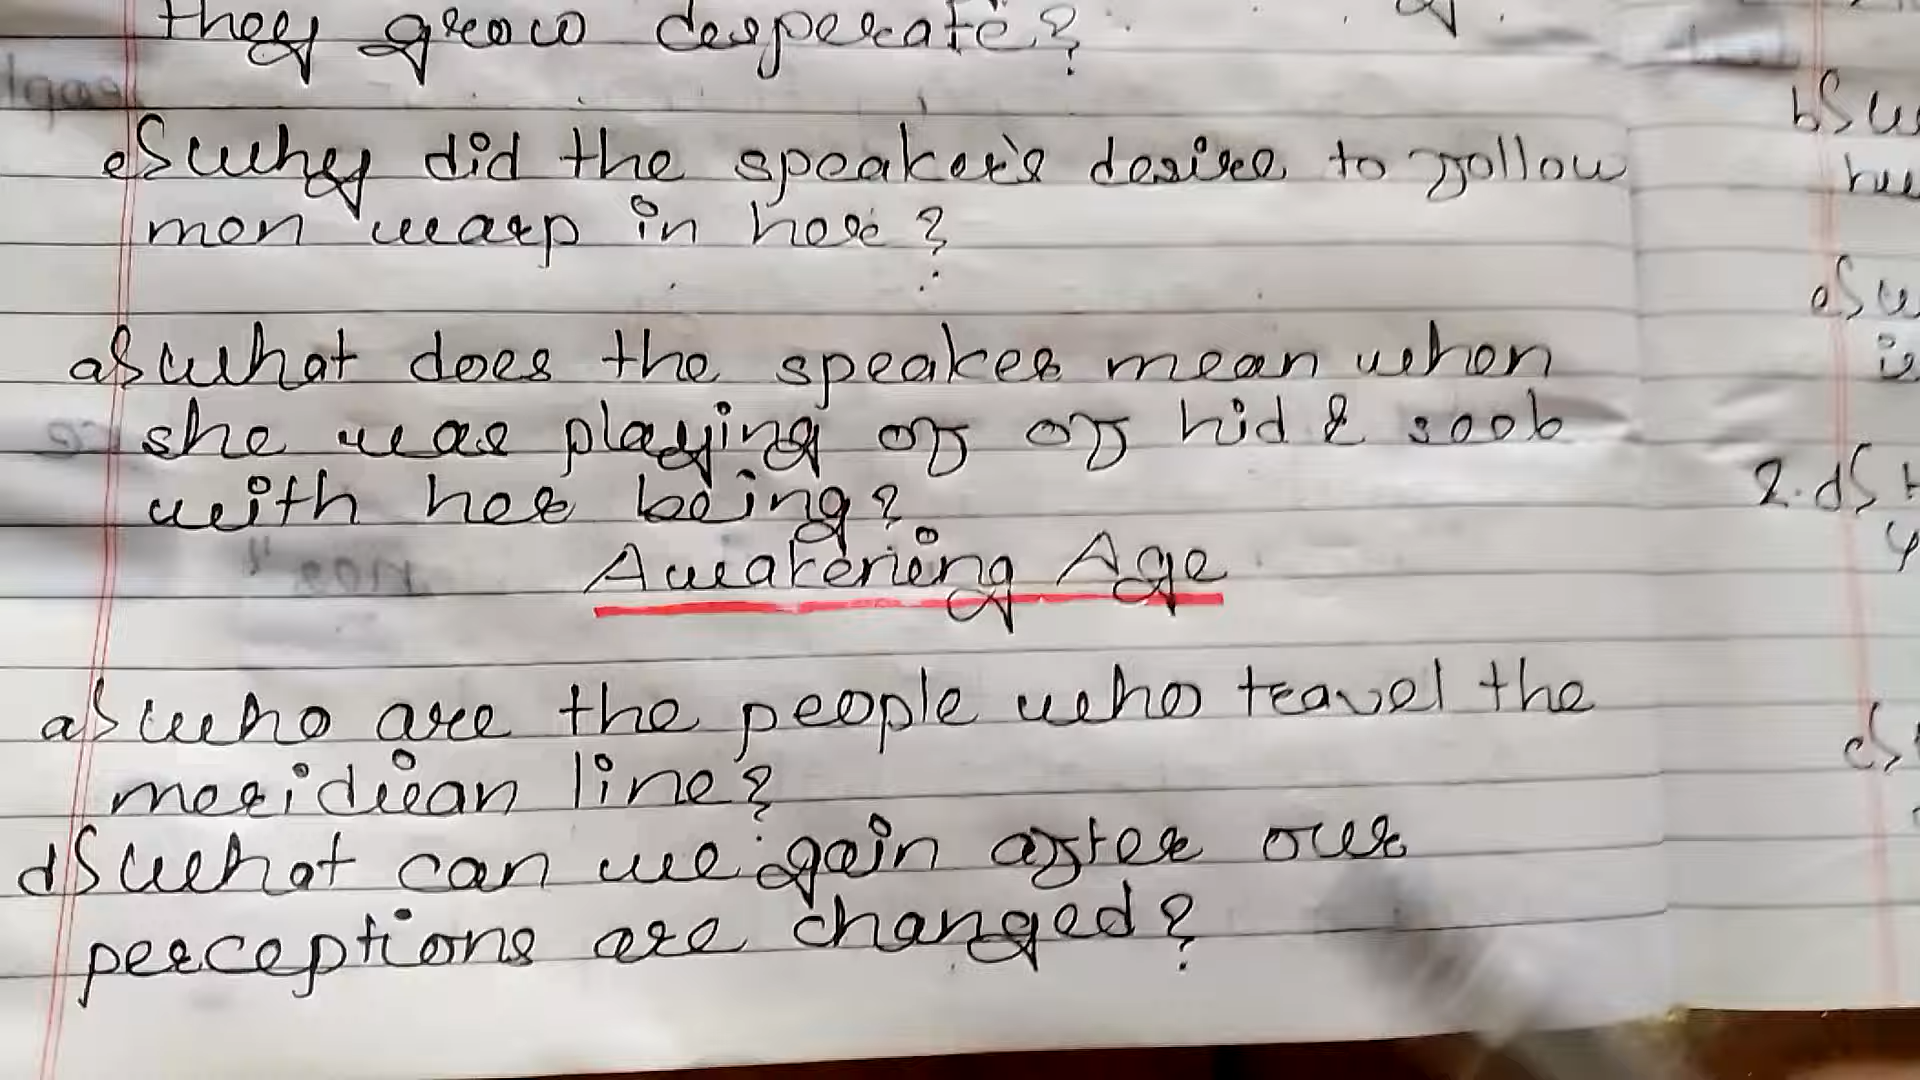 they grow desperate?
e) why did the speaker's desire to follow
men warp in her?
a) what does the speaker mean when
she was playing of of hid & seek
with her being?
Awakening Age
a) who are the people who travel the
meridian line?
d) what can we gain after our
perceptions are changed?
b)
2. d)